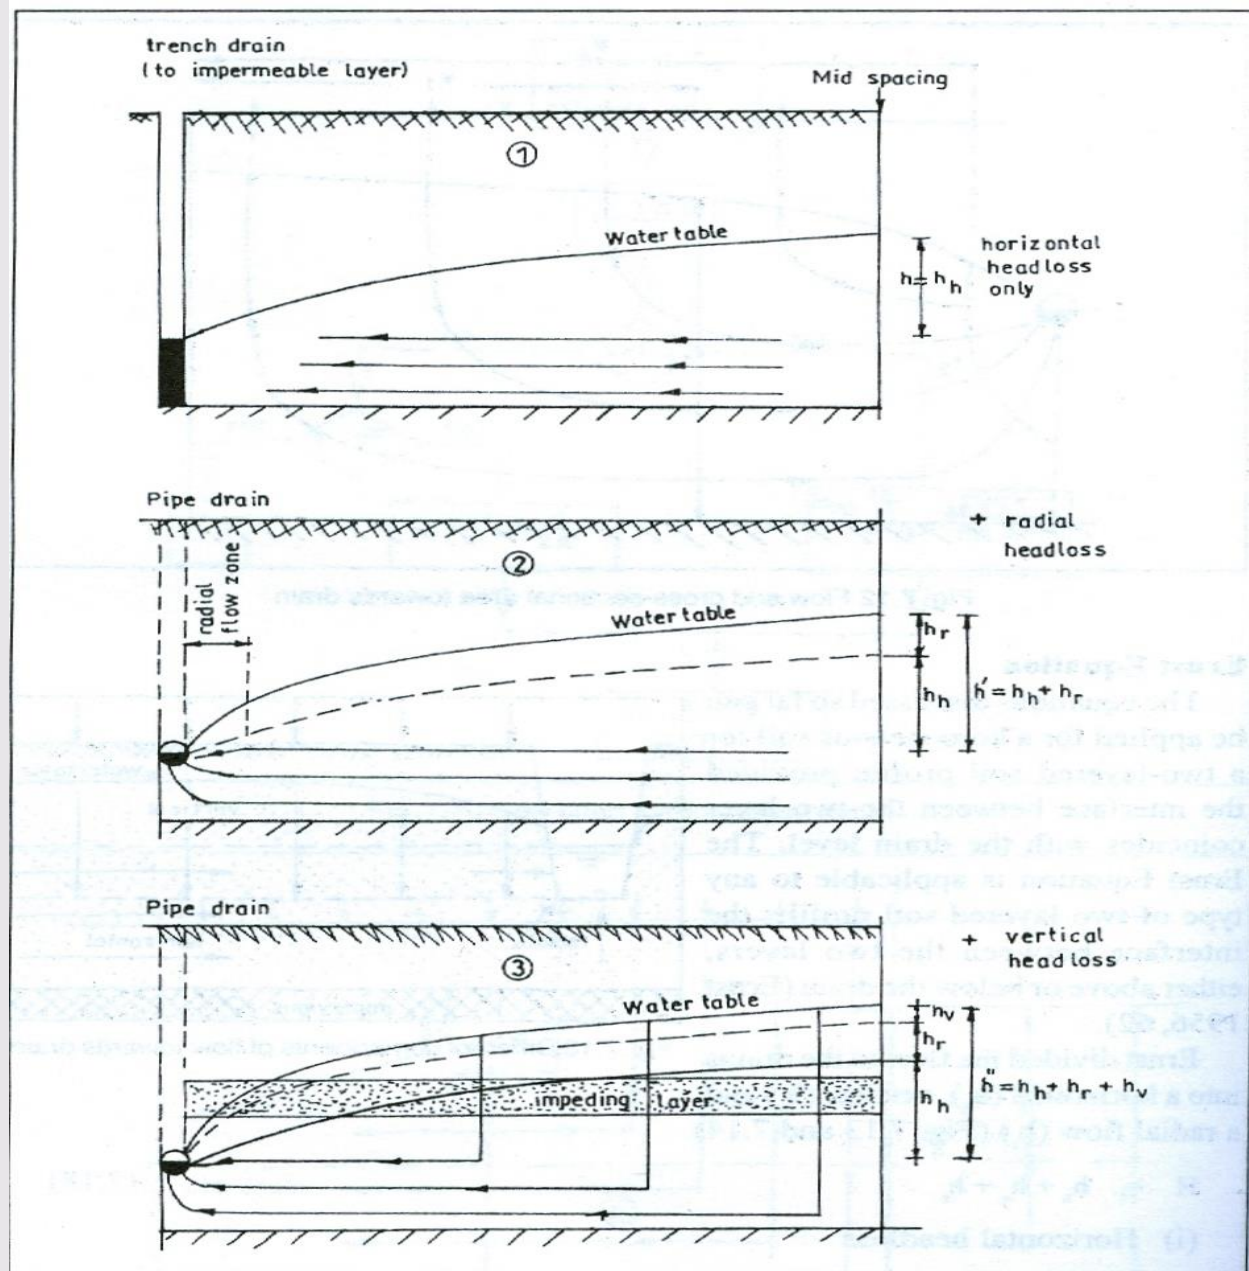 trench drain
(to impermeable layer)
Mid spacing
①
Water table
horizontal
headloss
only
h = hₕ
Pipe drain
+ radial
headloss
radial
flow zone
②
Water table
hᵣ
hₕ
h' = hₕ + hᵣ
Pipe drain
+ vertical
headloss
③
Water table
hᵥ
hᵣ
hₕ
h'' = hₕ + hᵣ + hᵥ
impeding layer